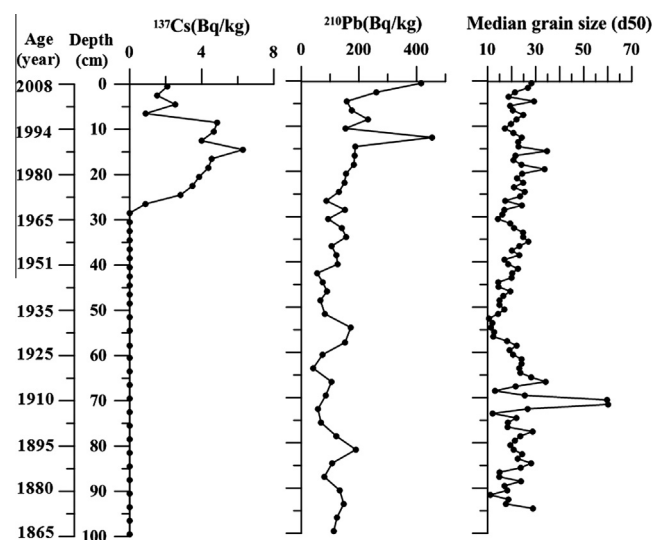 Age
(year)
Depth
(cm)
137Cs(Bq/kg)
0 4 8
210Pb(Bq/kg)
0 200 400
Median grain size (d50)
10 30 50 70
2008 0
1994 10
1980 20
1965 30
1951 40
1935 50
1925 60
1910 70
1895 80
1880 90
1865 100